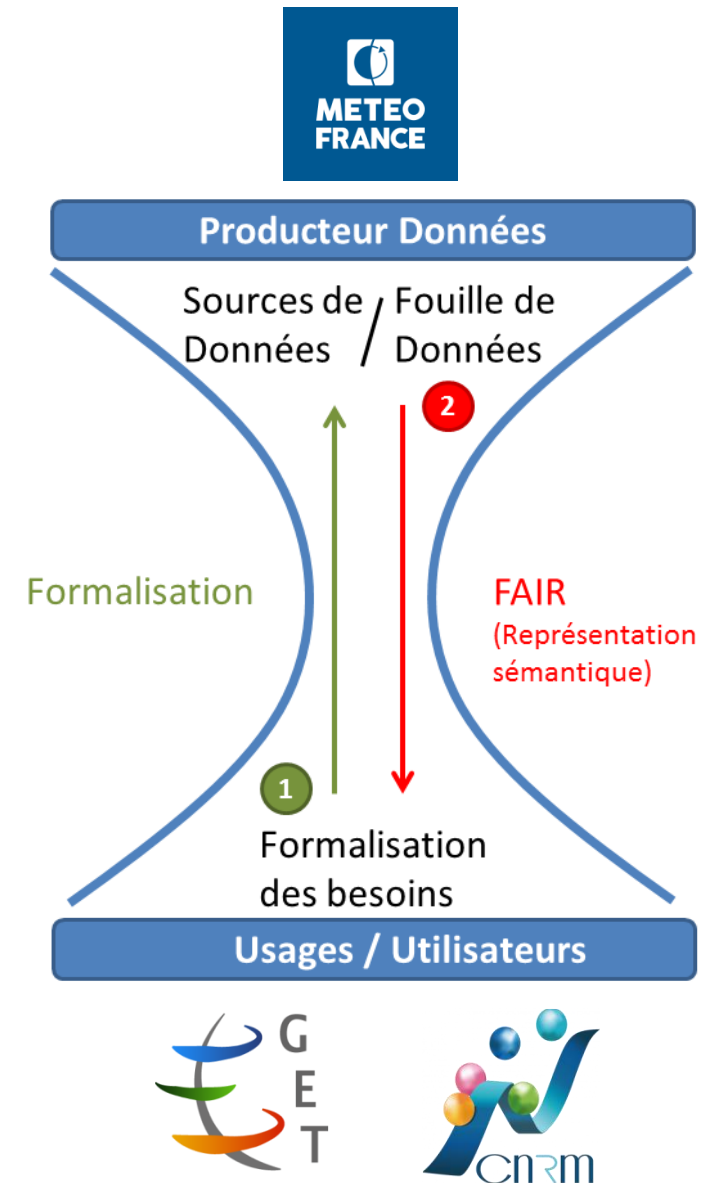 METEO
FRANCE
Producteur Données
Sources de / Fouille de
Données / Données
2
Formalisation
FAIR
(Représentation
sémantique)
1
Formalisation
des besoins
Usages / Utilisateurs
G
E
T
CNRM